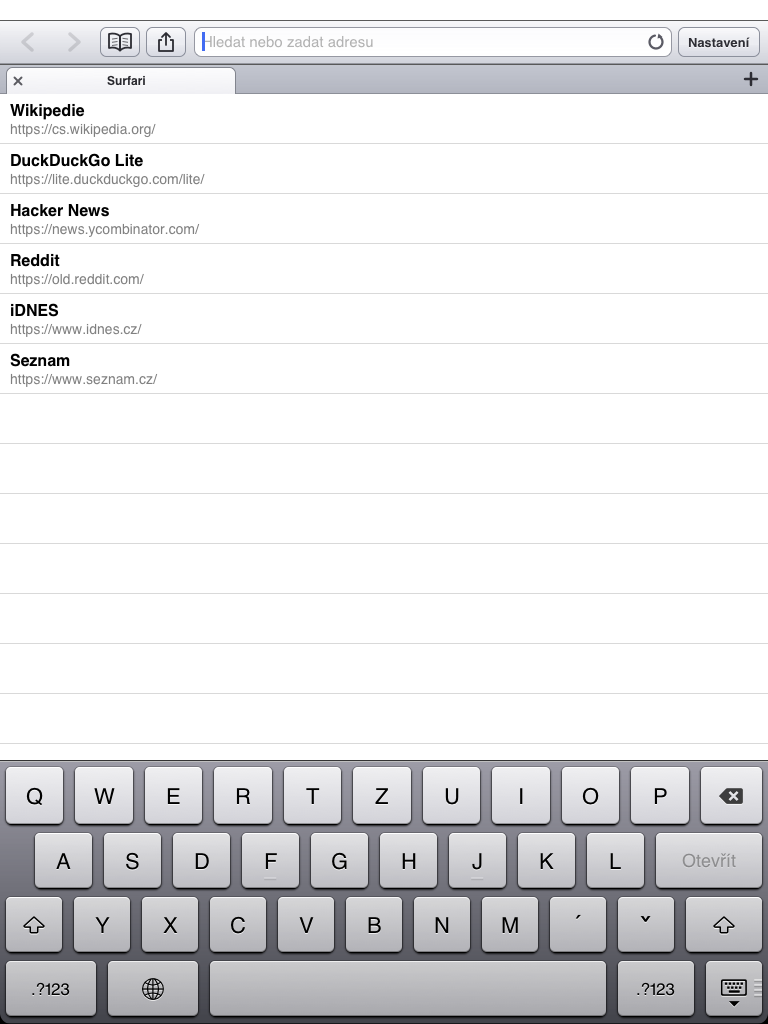 Hledat nebo zadat adresu
Nastavení
Surfari
Wikipedie
https://cs.wikipedia.org/
DuckDuckGo Lite
https://lite.duckduckgo.com/lite/
Hacker News
https://news.ycombinator.com/
Reddit
https://old.reddit.com/
iDNES
https://www.idnes.cz/
Seznam
https://www.seznam.cz/
Q W E R T Z U I O P
A S D F G H J K L Otevřít
Y X C V B N M ´ ˇ
.?123 .?123